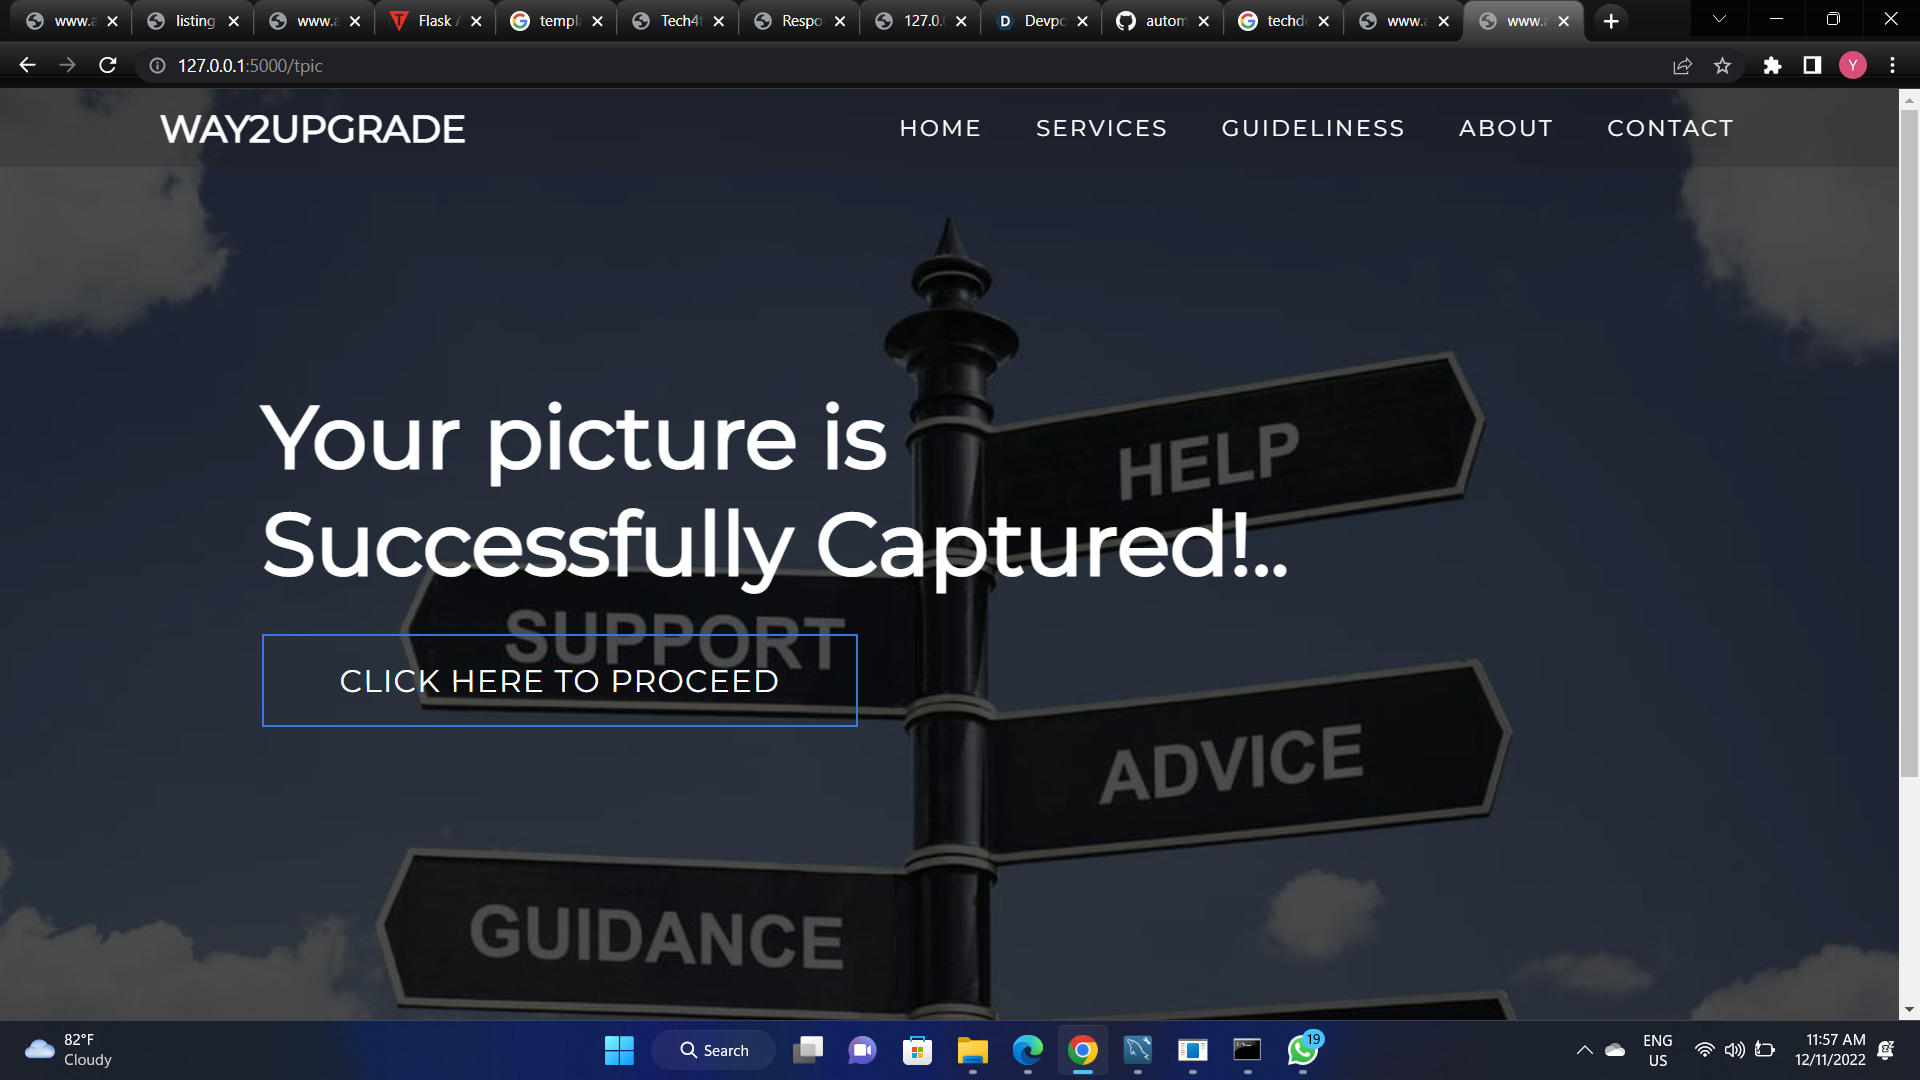 www.a
listing
www.a
Flask A
templ
Tech4t
Respo
127.0.
Devpo
autom
techde
www.a
www.a
127.0.0.1:5000/tpic
Y
WAY2UPGRADE
HOME
SERVICES
GUIDELINESS
ABOUT
CONTACT
HELP
Your picture is
Successfully Captured!..
SUPPORT
CLICK HERE TO PROCEED
ADVICE
GUIDANCE
82°F
Cloudy
Search
19
ENG
US
11:57 AM
12/11/2022